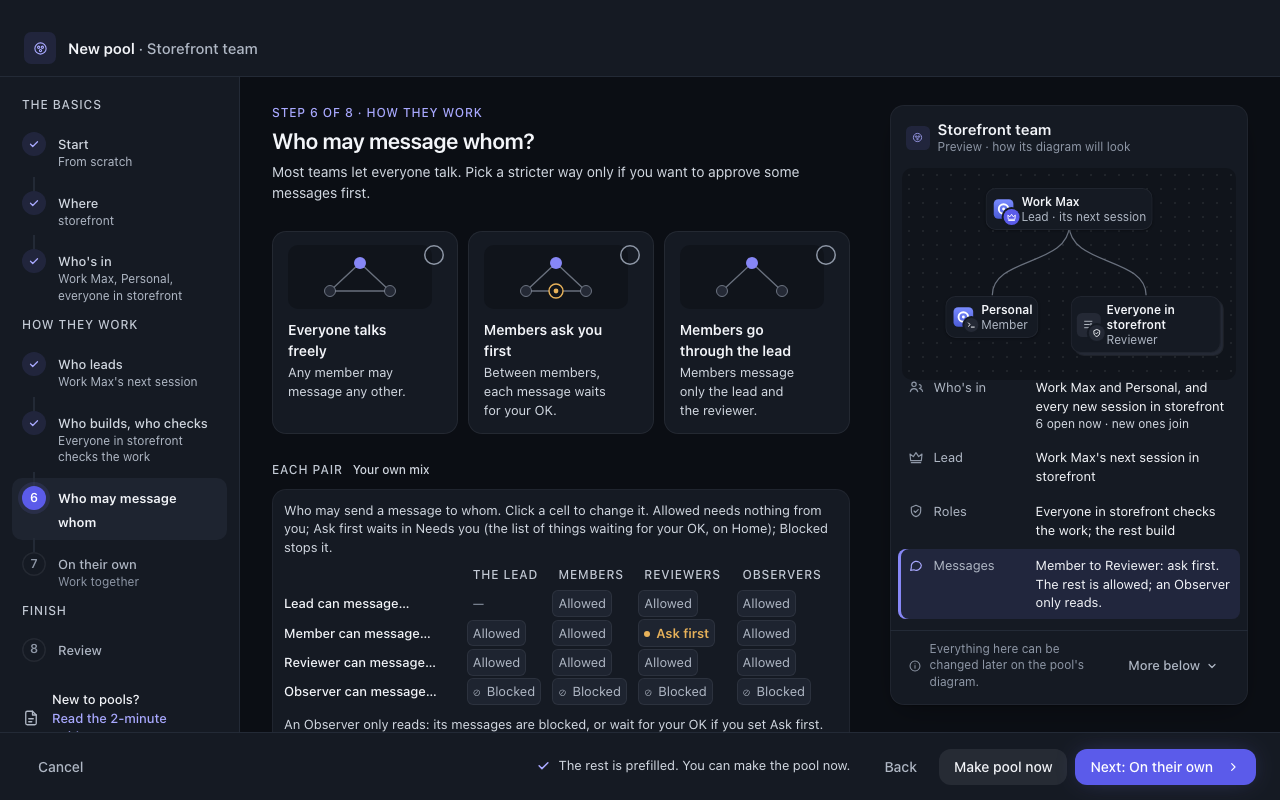 New pool · Storefront team
THE BASICS
Start
From scratch
Where
storefront
Who's in
Work Max, Personal,
everyone in storefront
HOW THEY WORK
Who leads
Work Max's next session
Who builds, who checks
Everyone in storefront
checks the work
6
Who may message
whom
7
On their own
Work together
FINISH
8
Review
New to pools?
Read the 2-minute
STEP 6 OF 8 · HOW THEY WORK
Who may message whom?
Most teams let everyone talk. Pick a stricter way only if you want to approve some
messages first.
Everyone talks
freely
Any member may
message any other.
Members ask you
first
Between members,
each message waits
for your OK.
Members go
through the lead
Members message
only the lead and
the reviewer.
EACH PAIR Your own mix
Who may send a message to whom. Click a cell to change it. Allowed needs nothing from
you; Ask first waits in Needs you (the list of things waiting for your OK, on Home); Blocked
stops it.
THE LEAD MEMBERS REVIEWERS OBSERVERS
Lead can message... — Allowed Allowed Allowed
Member can message... Allowed Allowed Ask first Allowed
Reviewer can message... Allowed Allowed Allowed Allowed
Observer can message... Blocked Blocked Blocked Blocked
An Observer only reads: its messages are blocked, or wait for your OK if you set Ask first.
Storefront team
Preview · how its diagram will look
Work Max
Lead · its next session
Personal
Member
Everyone in
storefront
Reviewer
Who's in
Work Max and Personal, and
every new session in storefront
6 open now · new ones join
Lead
Work Max's next session in
storefront
Roles
Everyone in storefront checks
the work; the rest build
Messages
Member to Reviewer: ask first.
The rest is allowed; an Observer
only reads.
Everything here can be
changed later on the pool's
diagram.
More below
Cancel
The rest is prefilled. You can make the pool now.
Back
Make pool now
Next: On their own